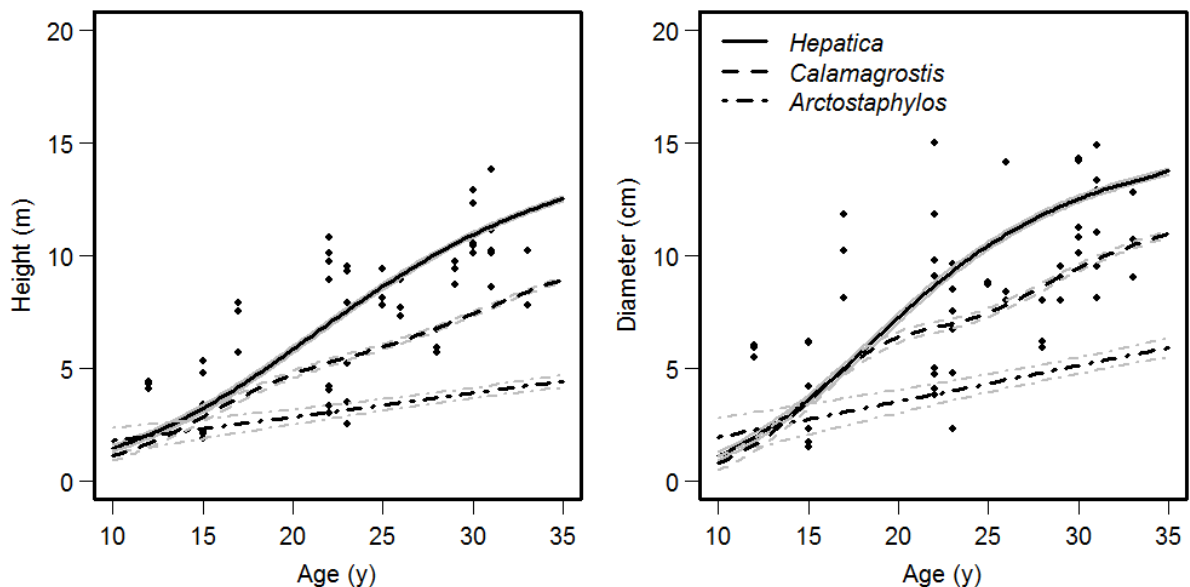 20
15
10
5
0
Height (m)
10 15 20 25 30 35
Age (y)
20
15
10
5
0
Diameter (cm)
Hepatica
Calamagrostis
Arctostaphylos
10 15 20 25 30 35
Age (y)